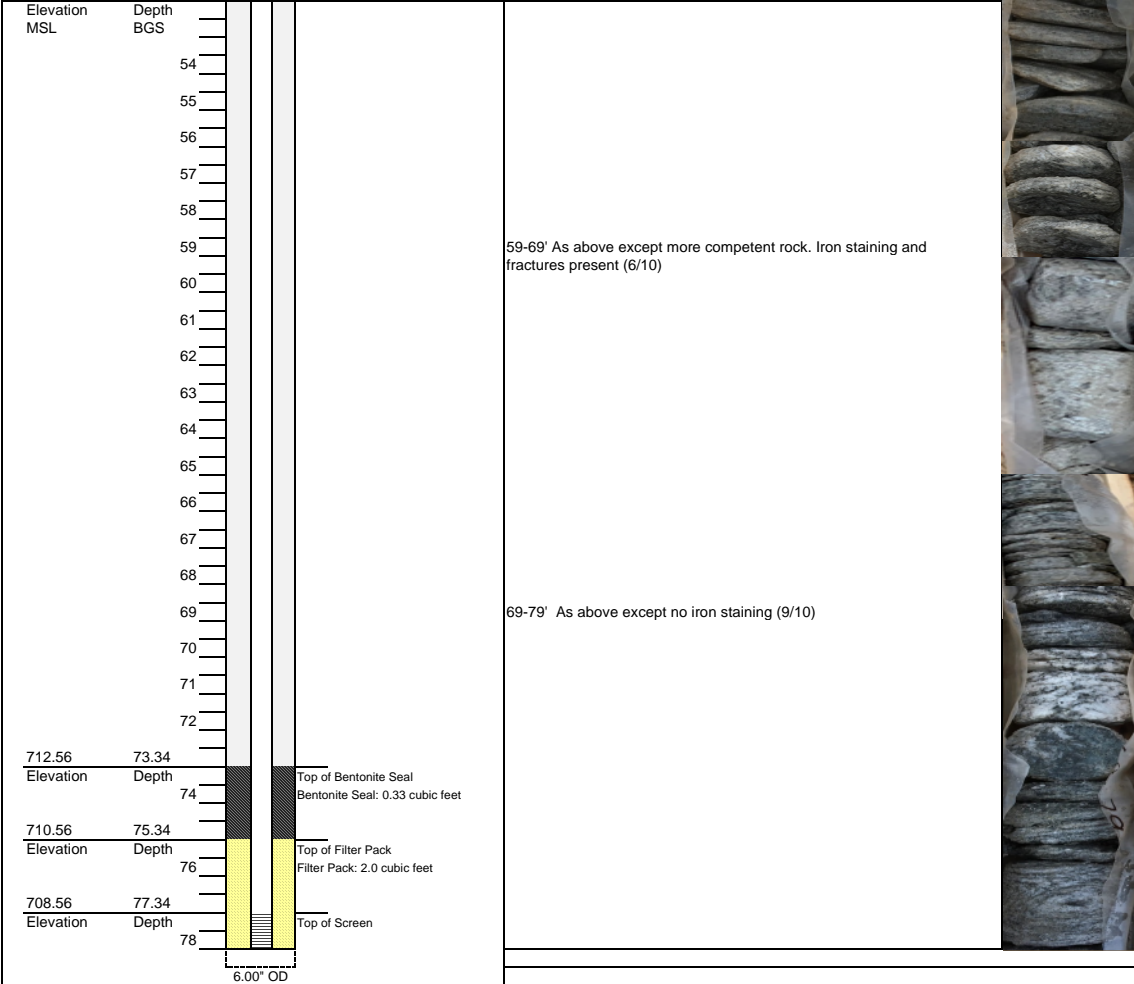 Elevation Depth
MSL BGS
54
55
56
57
58
59 59-69' As above except more competent rock. Iron staining and
fractures present (6/10)
60
61
62
63
64
65
66
67
68
69 69-79' As above except no iron staining (9/10)
70
71
72
712.56 73.34
Elevation Depth Top of Bentonite Seal
74 Bentonite Seal: 0.33 cubic feet
710.56 75.34
Elevation Depth Top of Filter Pack
76 Filter Pack: 2.0 cubic feet
708.56 77.34
Elevation Depth Top of Screen
78
6.00" OD